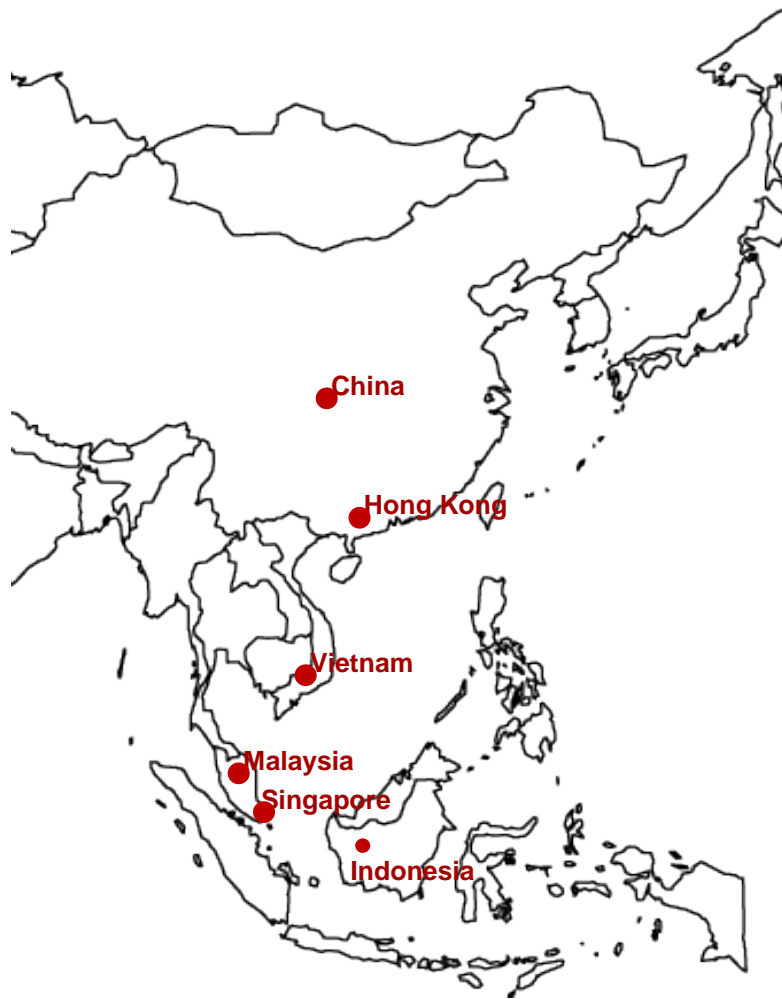 China
Hong Kong
Vietnam
Malaysia
Singapore
Indonesia